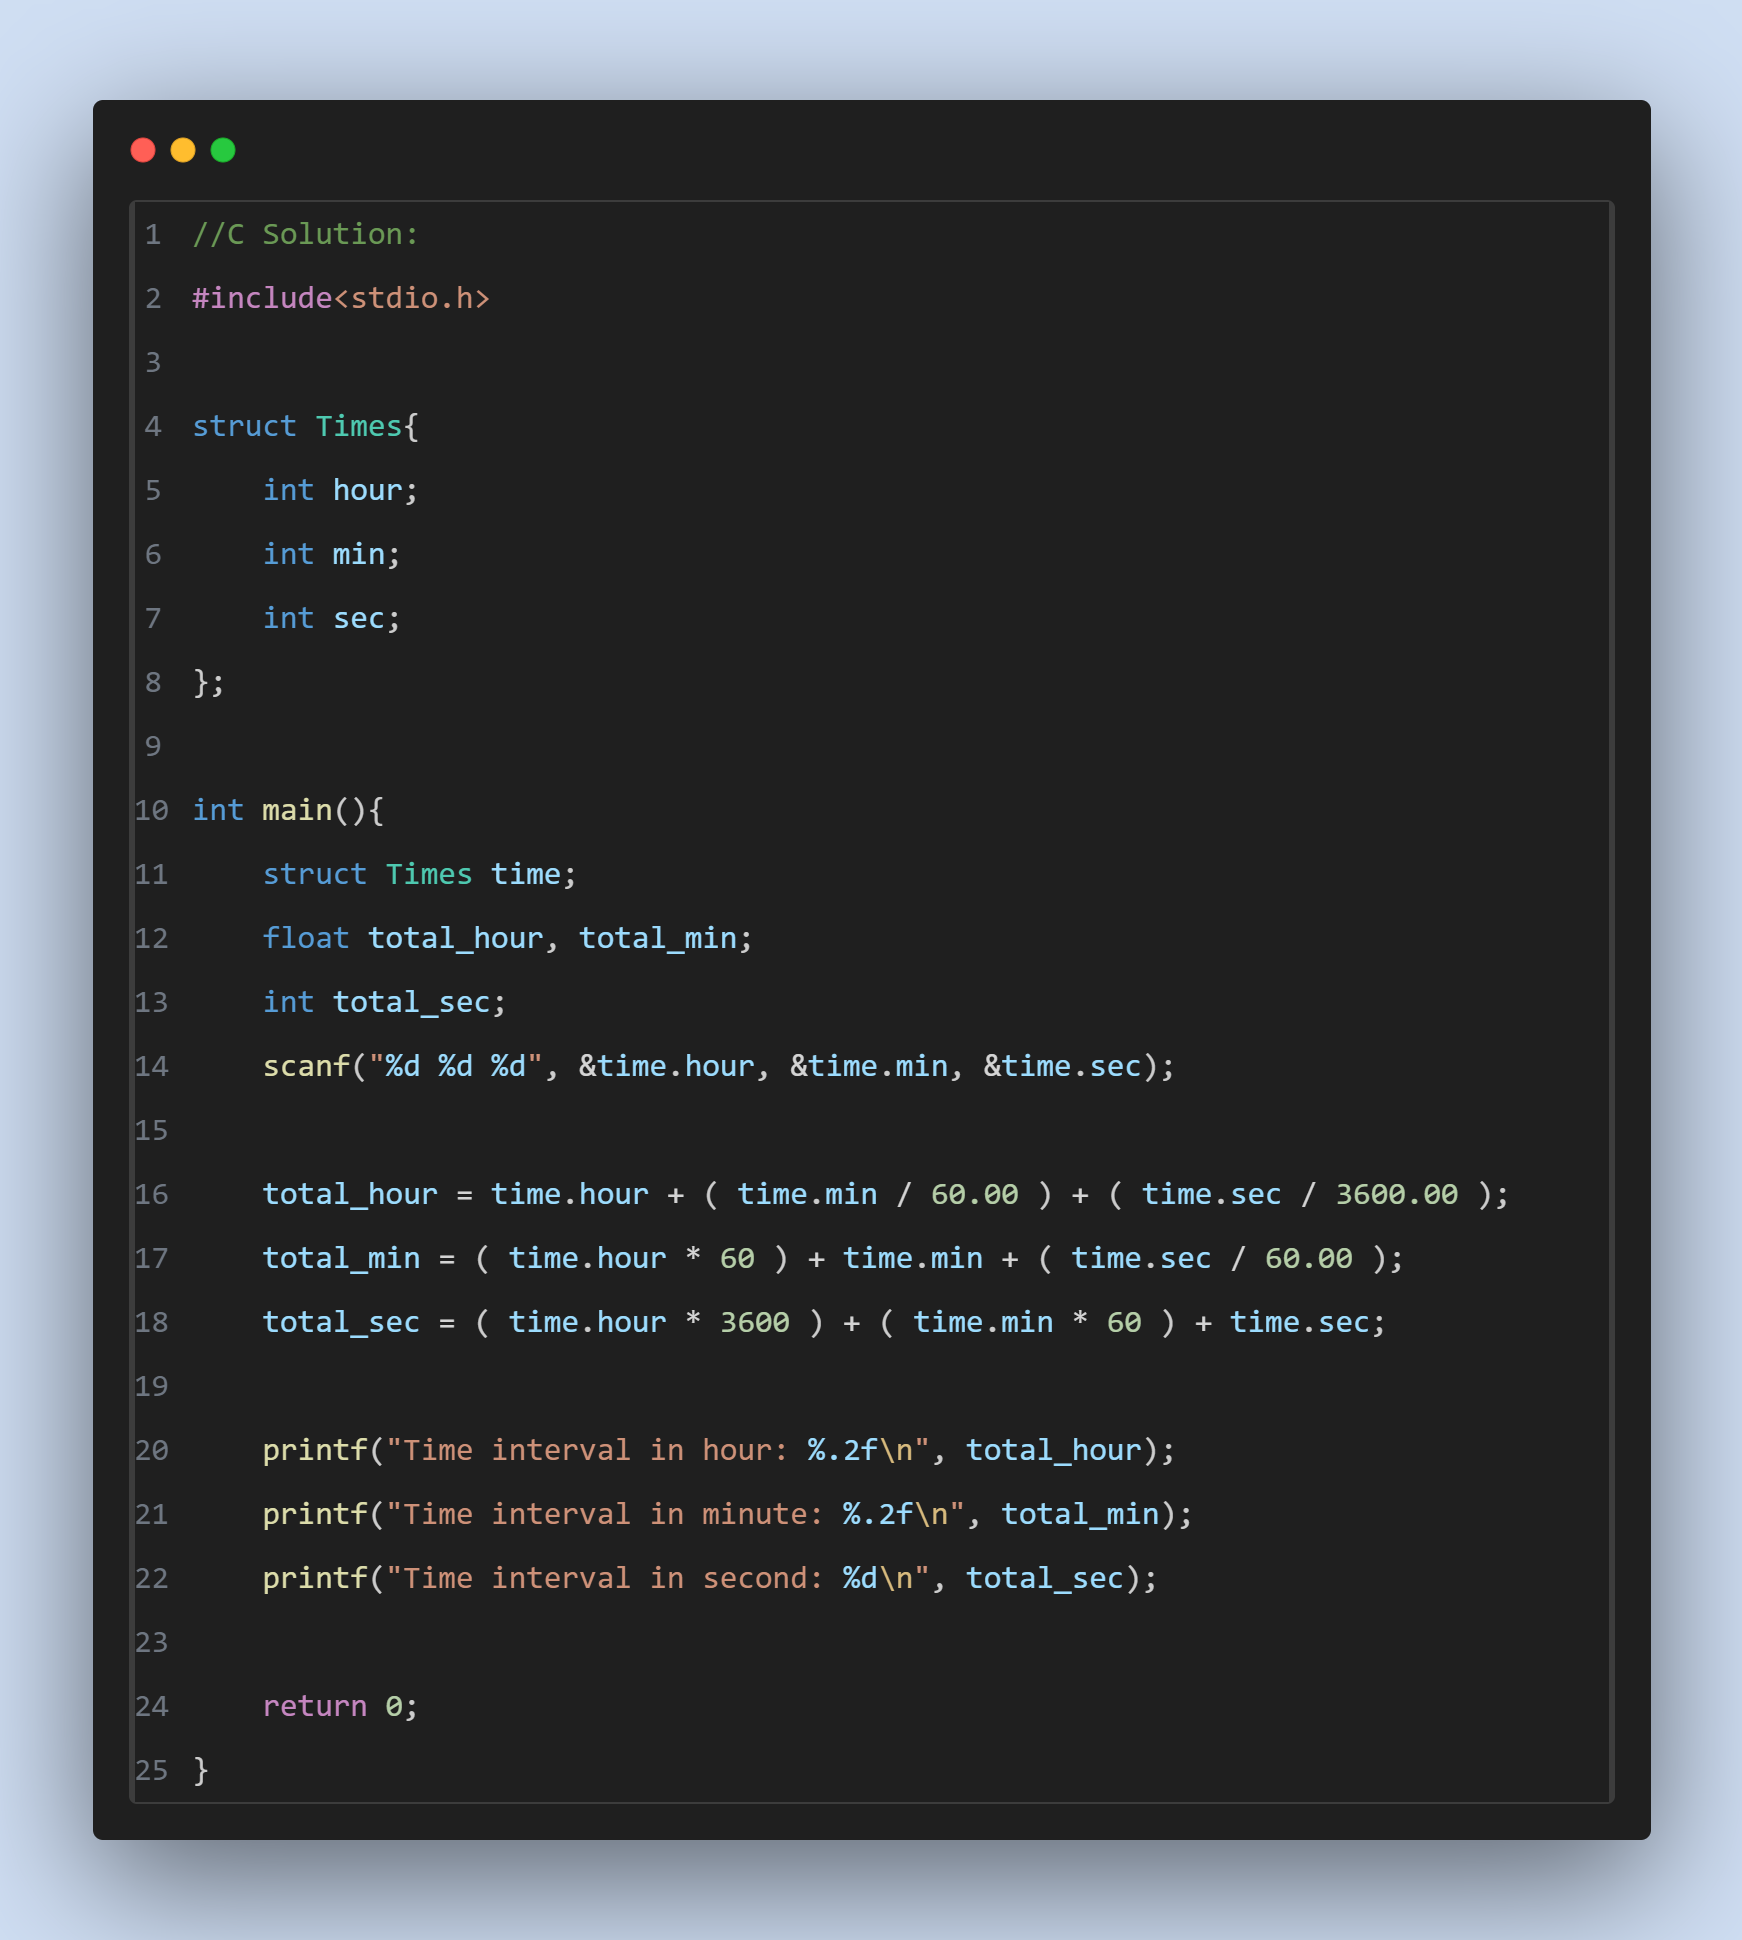 1 //C Solution:
2 #include<stdio.h>
3
4 struct Times{
5     int hour;
6     int min;
7     int sec;
8 };
9
10 int main(){
11     struct Times time;
12     float total_hour, total_min;
13     int total_sec;
14     scanf("%d %d %d", &time.hour, &time.min, &time.sec);
15
16     total_hour = time.hour + ( time.min / 60.00 ) + ( time.sec / 3600.00 );
17     total_min = ( time.hour * 60 ) + time.min + ( time.sec / 60.00 );
18     total_sec = ( time.hour * 3600 ) + ( time.min * 60 ) + time.sec;
19
20     printf("Time interval in hour: %.2f\n", total_hour);
21     printf("Time interval in minute: %.2f\n", total_min);
22     printf("Time interval in second: %d\n", total_sec);
23
24     return 0;
25 }